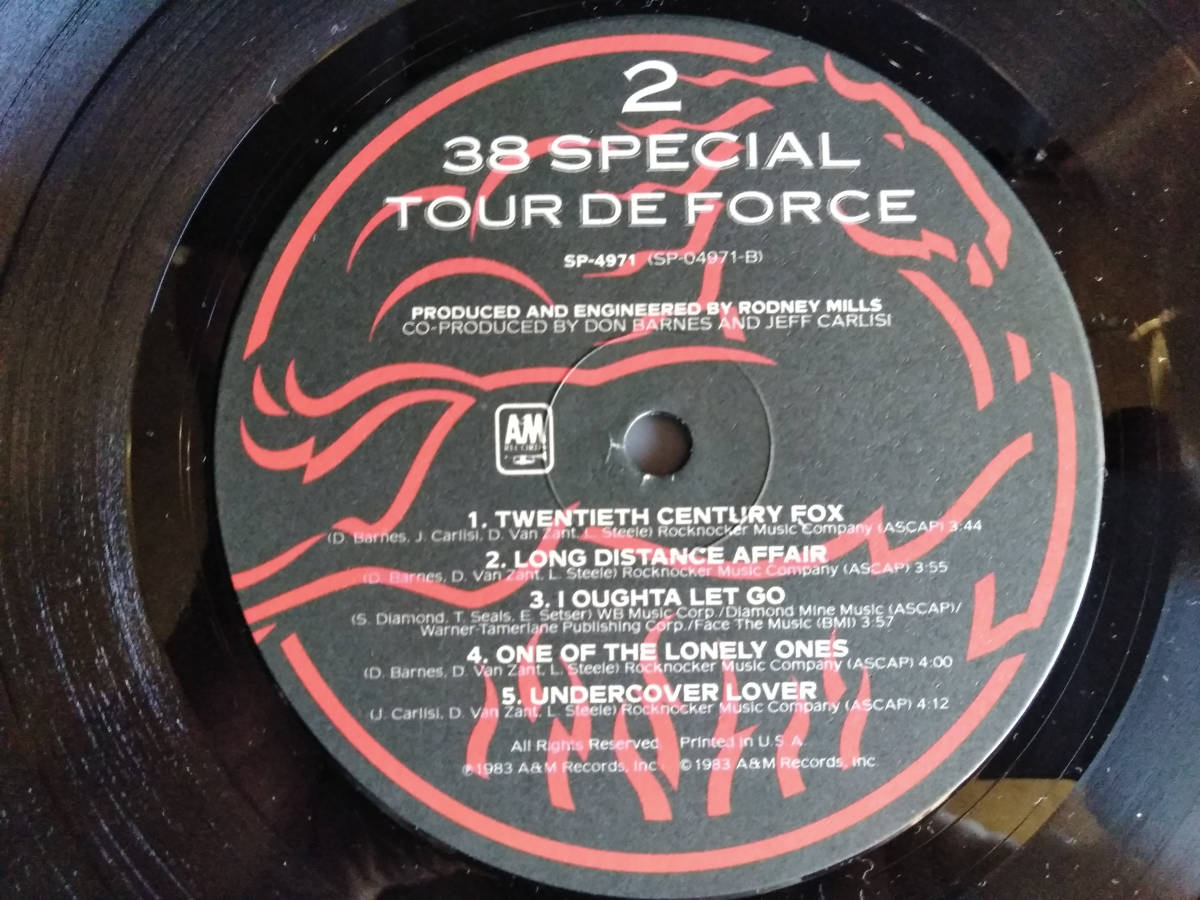 2
38 SPECIAL
TOUR DE FORCE
SP-4971 (SP-04971-B)
PRODUCED AND ENGINEERED BY RODNEY MILLS
CO-PRODUCED BY DON BARNES AND JEFF CARLISI
A&M
RECORDS
1. TWENTIETH CENTURY FOX
(D. Barnes, J. Carlisi, D. Van Zant, L. Steele) Rocknocker Music Company (ASCAP) 3:44
2. LONG DISTANCE AFFAIR
(D. Barnes, D. Van Zant, L. Steele) Rocknocker Music Company (ASCAP) 3:55
3. I OUGHTA LET GO
(S. Diamond, T. Seals, E. Setser) WB Music Corp./Diamond Mine Music (ASCAP)/
Warner-Tamerlane Publishing Corp./Face The Music (BMI) 3:57
4. ONE OF THE LONELY ONES
(D. Barnes, D. Van Zant, L. Steele) Rocknocker Music Company (ASCAP) 4:00
5. UNDERCOVER LOVER
(J. Carlisi, D. Van Zant, L. Steele) Rocknocker Music Company (ASCAP) 4:12
All Rights Reserved. Printed in U.S.A.
℗1983 A&M Records, Inc. ©1983 A&M Records, Inc.